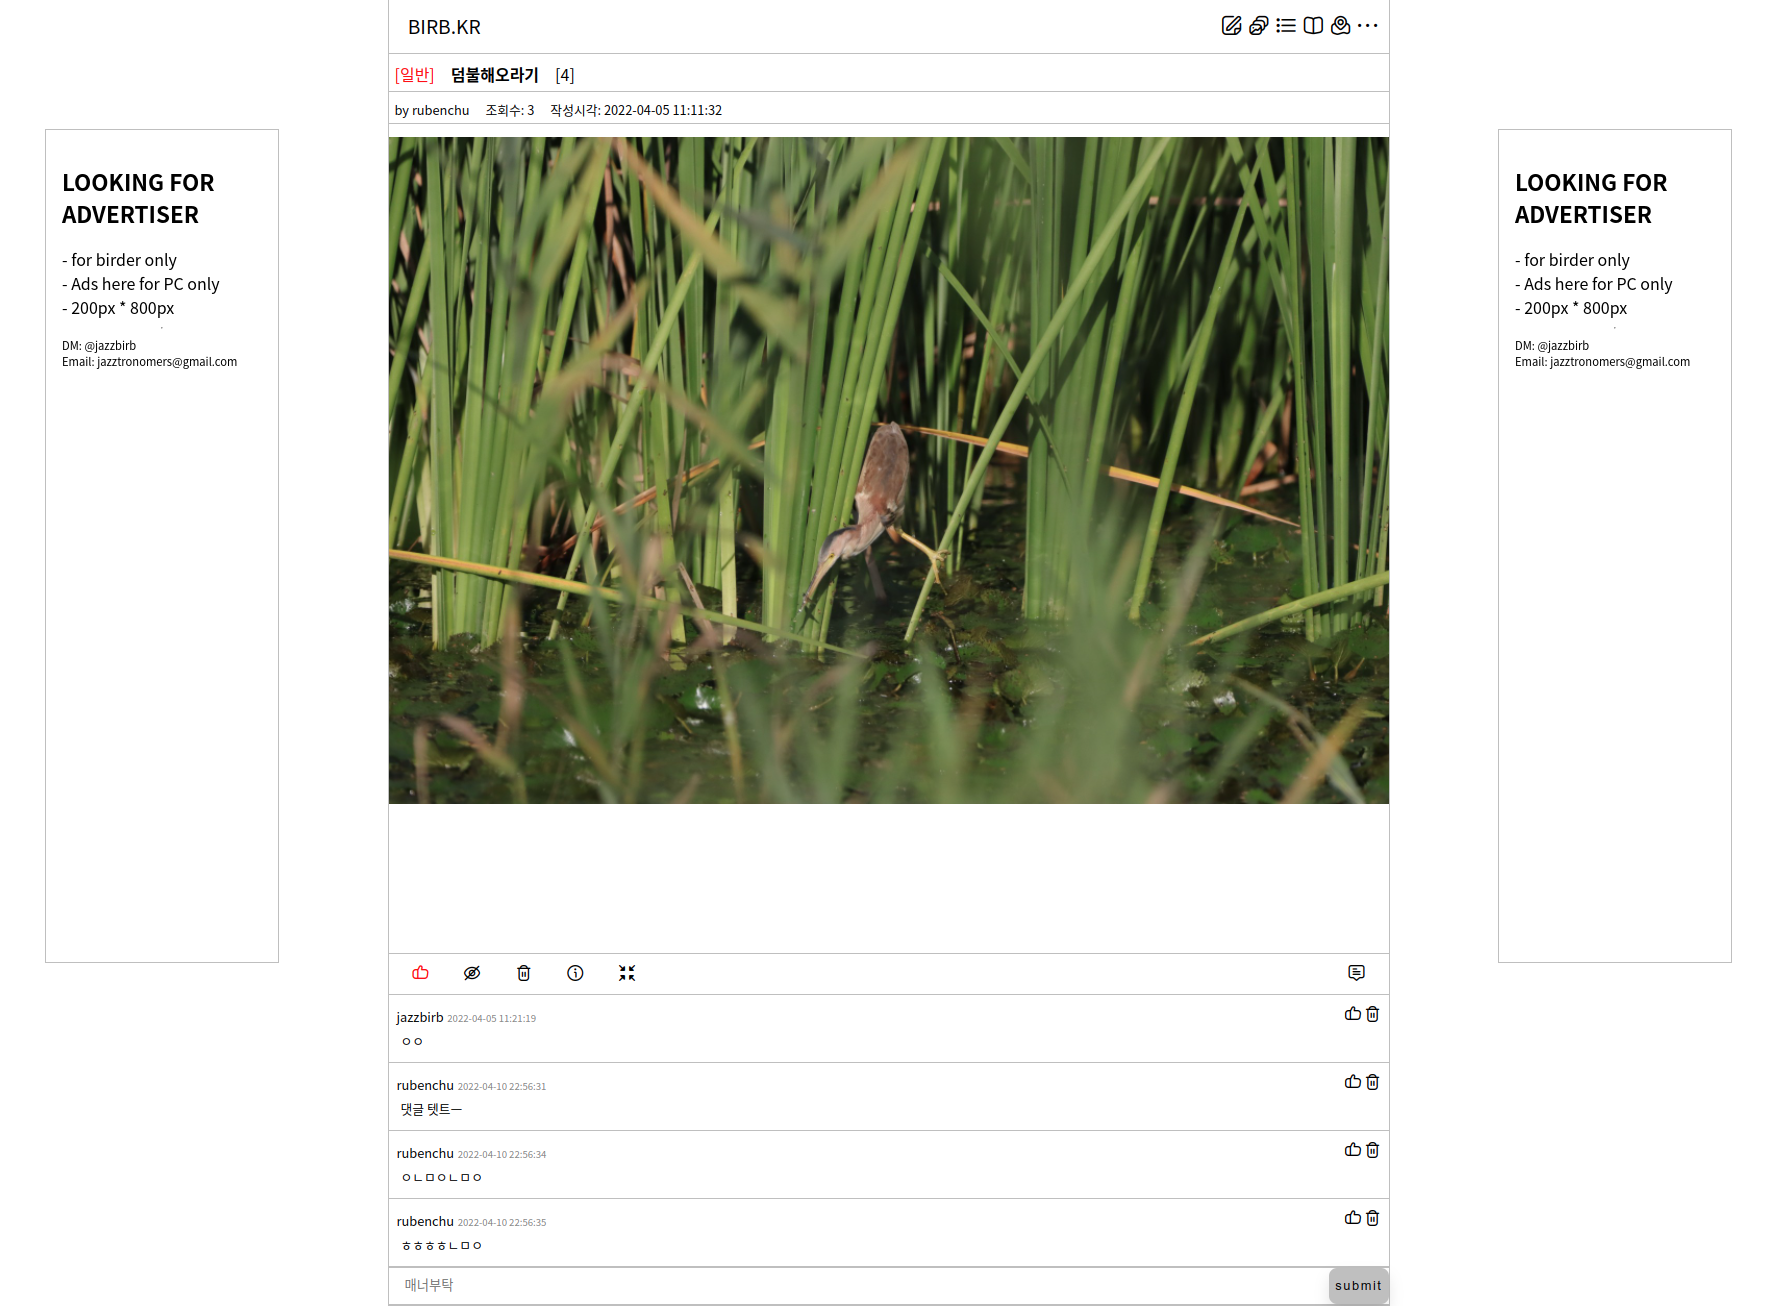 BIRB.KR
[일반] 덤불해오라기 [4]
by rubenchu 조회수: 3 작성시각: 2022-04-05 11:11:32
LOOKING FOR
ADVERTISER
- for birder only
- Ads here for PC only
- 200px * 800px
DM: @jazzbirb
Email: jazztronomers@gmail.com
LOOKING FOR
ADVERTISER
- for birder only
- Ads here for PC only
- 200px * 800px
DM: @jazzbirb
Email: jazztronomers@gmail.com
jazzbirb 2022-04-05 11:21:19
ㅇㅇ
rubenchu 2022-04-10 22:56:31
댓글 텟트ㅡ
rubenchu 2022-04-10 22:56:34
ㅇㄴㅁㅇㄴㅁㅇ
rubenchu 2022-04-10 22:56:35
ㅎㅎㅎㅎㄴㅁㅇ
매너부탁
submit